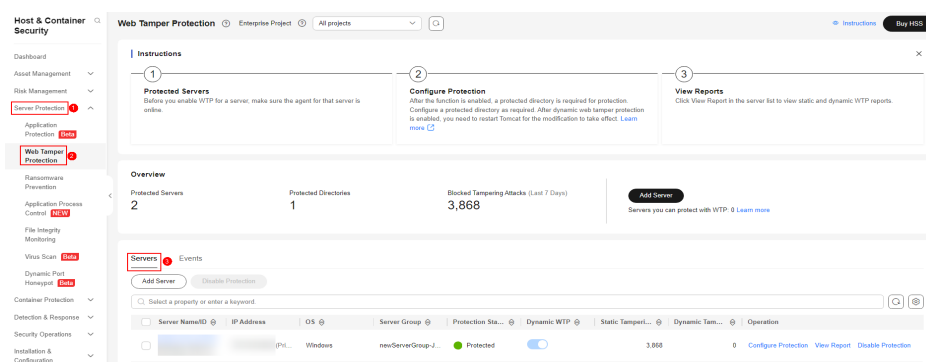 Host & Container
Security
Web Tamper Protection
Enterprise Project
All projects
Instructions
Buy HSS
Dashboard
Asset Management
Risk Management
Server Protection
1
Application
Protection Beta
Web Tamper
Protection
2
Ransomware
Prevention
Application Process
Control NEW
File Integrity
Monitoring
Virus Scan Beta
Dynamic Port
Honeypot Beta
Container Protection
Detection & Response
Security Operations
Installation &
Configuration
Instructions
1
Protected Servers
Before you enable WTP for a server, make sure the agent for that server is
online.
2
Configure Protection
After the function is enabled, a protected directory is required for protection.
Configure a protected directory as required. After dynamic web tamper protection
is enabled, you need to restart Tomcat for the modification to take effect. Learn
more
3
View Reports
Click View Report in the server list to view static and dynamic WTP reports.
Overview
Protected Servers
2
Protected Directories
1
Blocked Tampering Attacks (Last 7 Days)
3,868
Add Server
Servers you can protect with WTP: 0 Learn more
Servers
3
Events
Add Server
Disable Protection
Select a property or enter a keyword.
Server Name/ID
IP Address
OS
Server Group
Protection Sta...
Dynamic WTP
Static Tamperi...
Dynamic Tam...
Operation
(Pri...
Windows
newServerGroup-J...
Protected
3,868
0
Configure Protection View Report Disable Protection